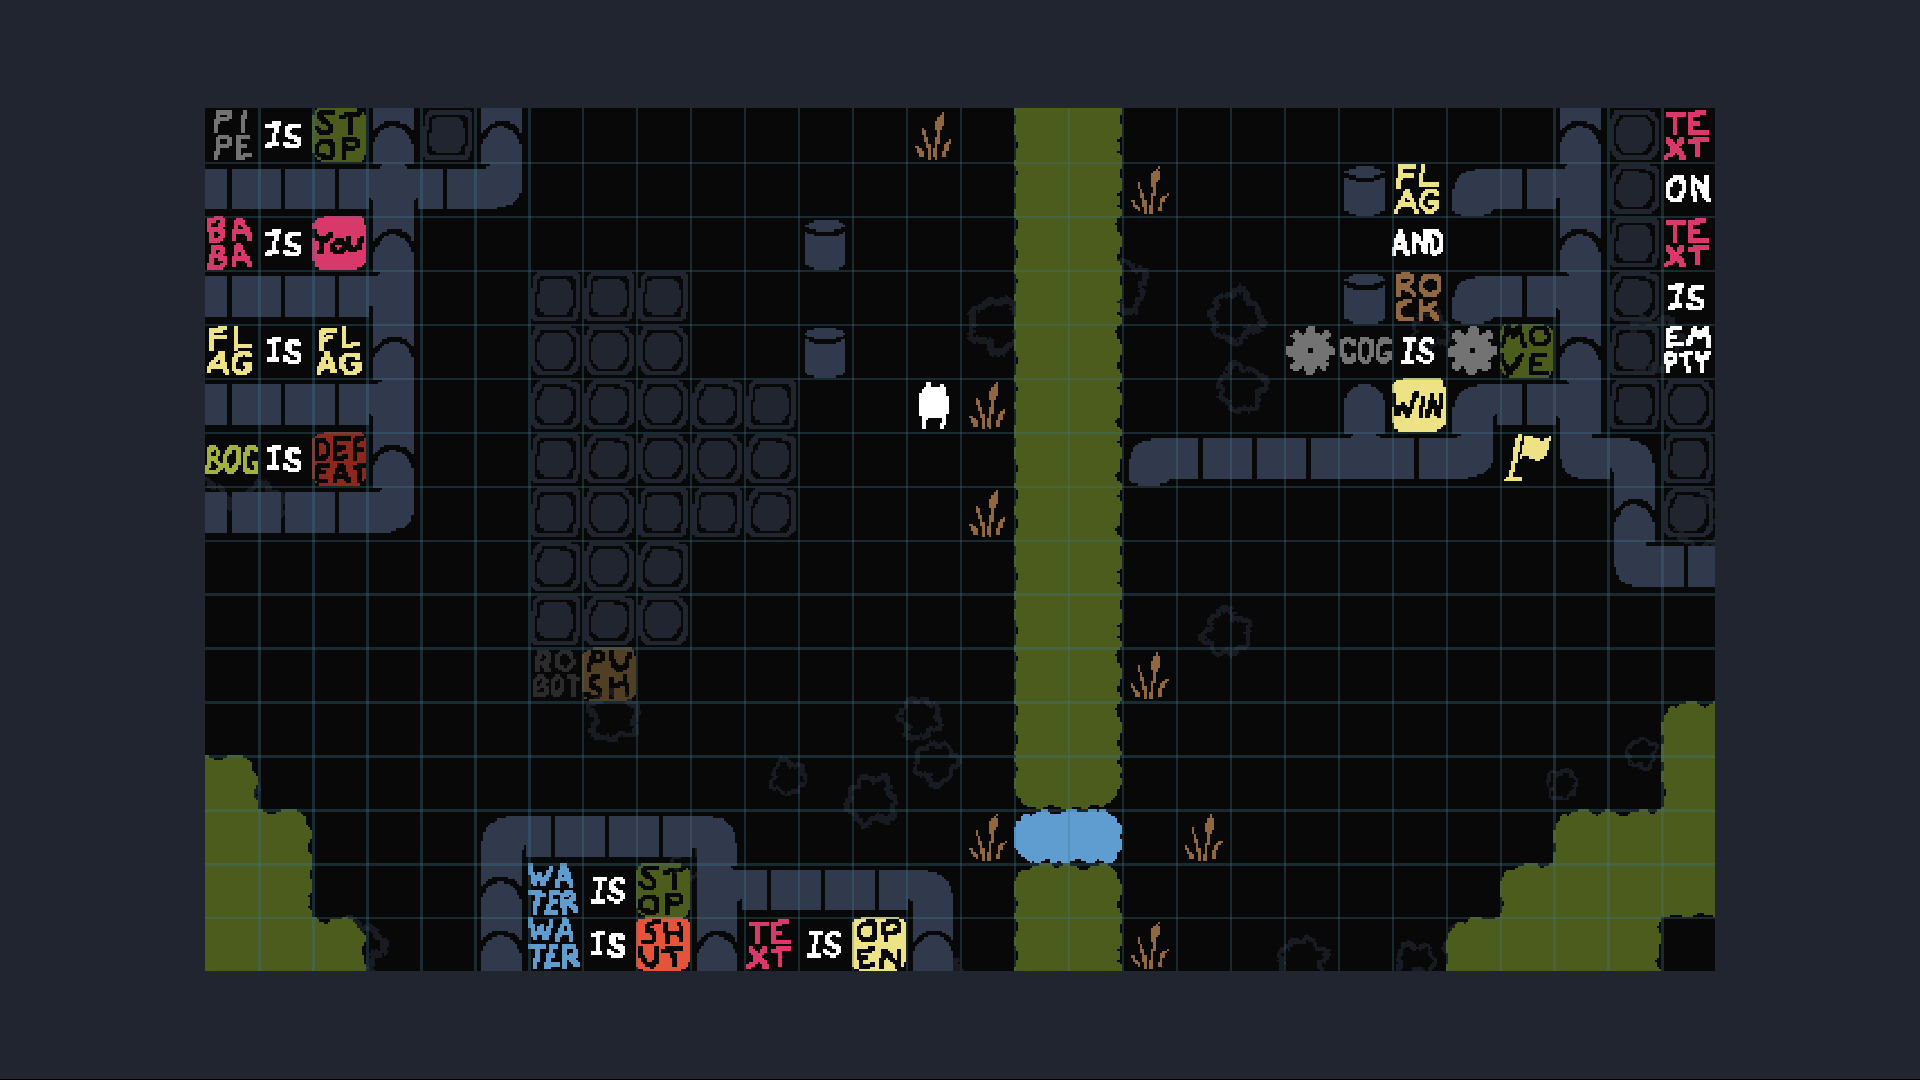 PIPE IS STOP
TEXT
FLAG
ON
BABA IS YOU
AND
TEXT
ROCK
IS
FLAG IS FLAG
COG IS MOVE
EMPTY
WIN
BOG IS DEFEAT
ROBOT PUSH
WATER IS STOP
WATER IS SHUT
TEXT IS OPEN